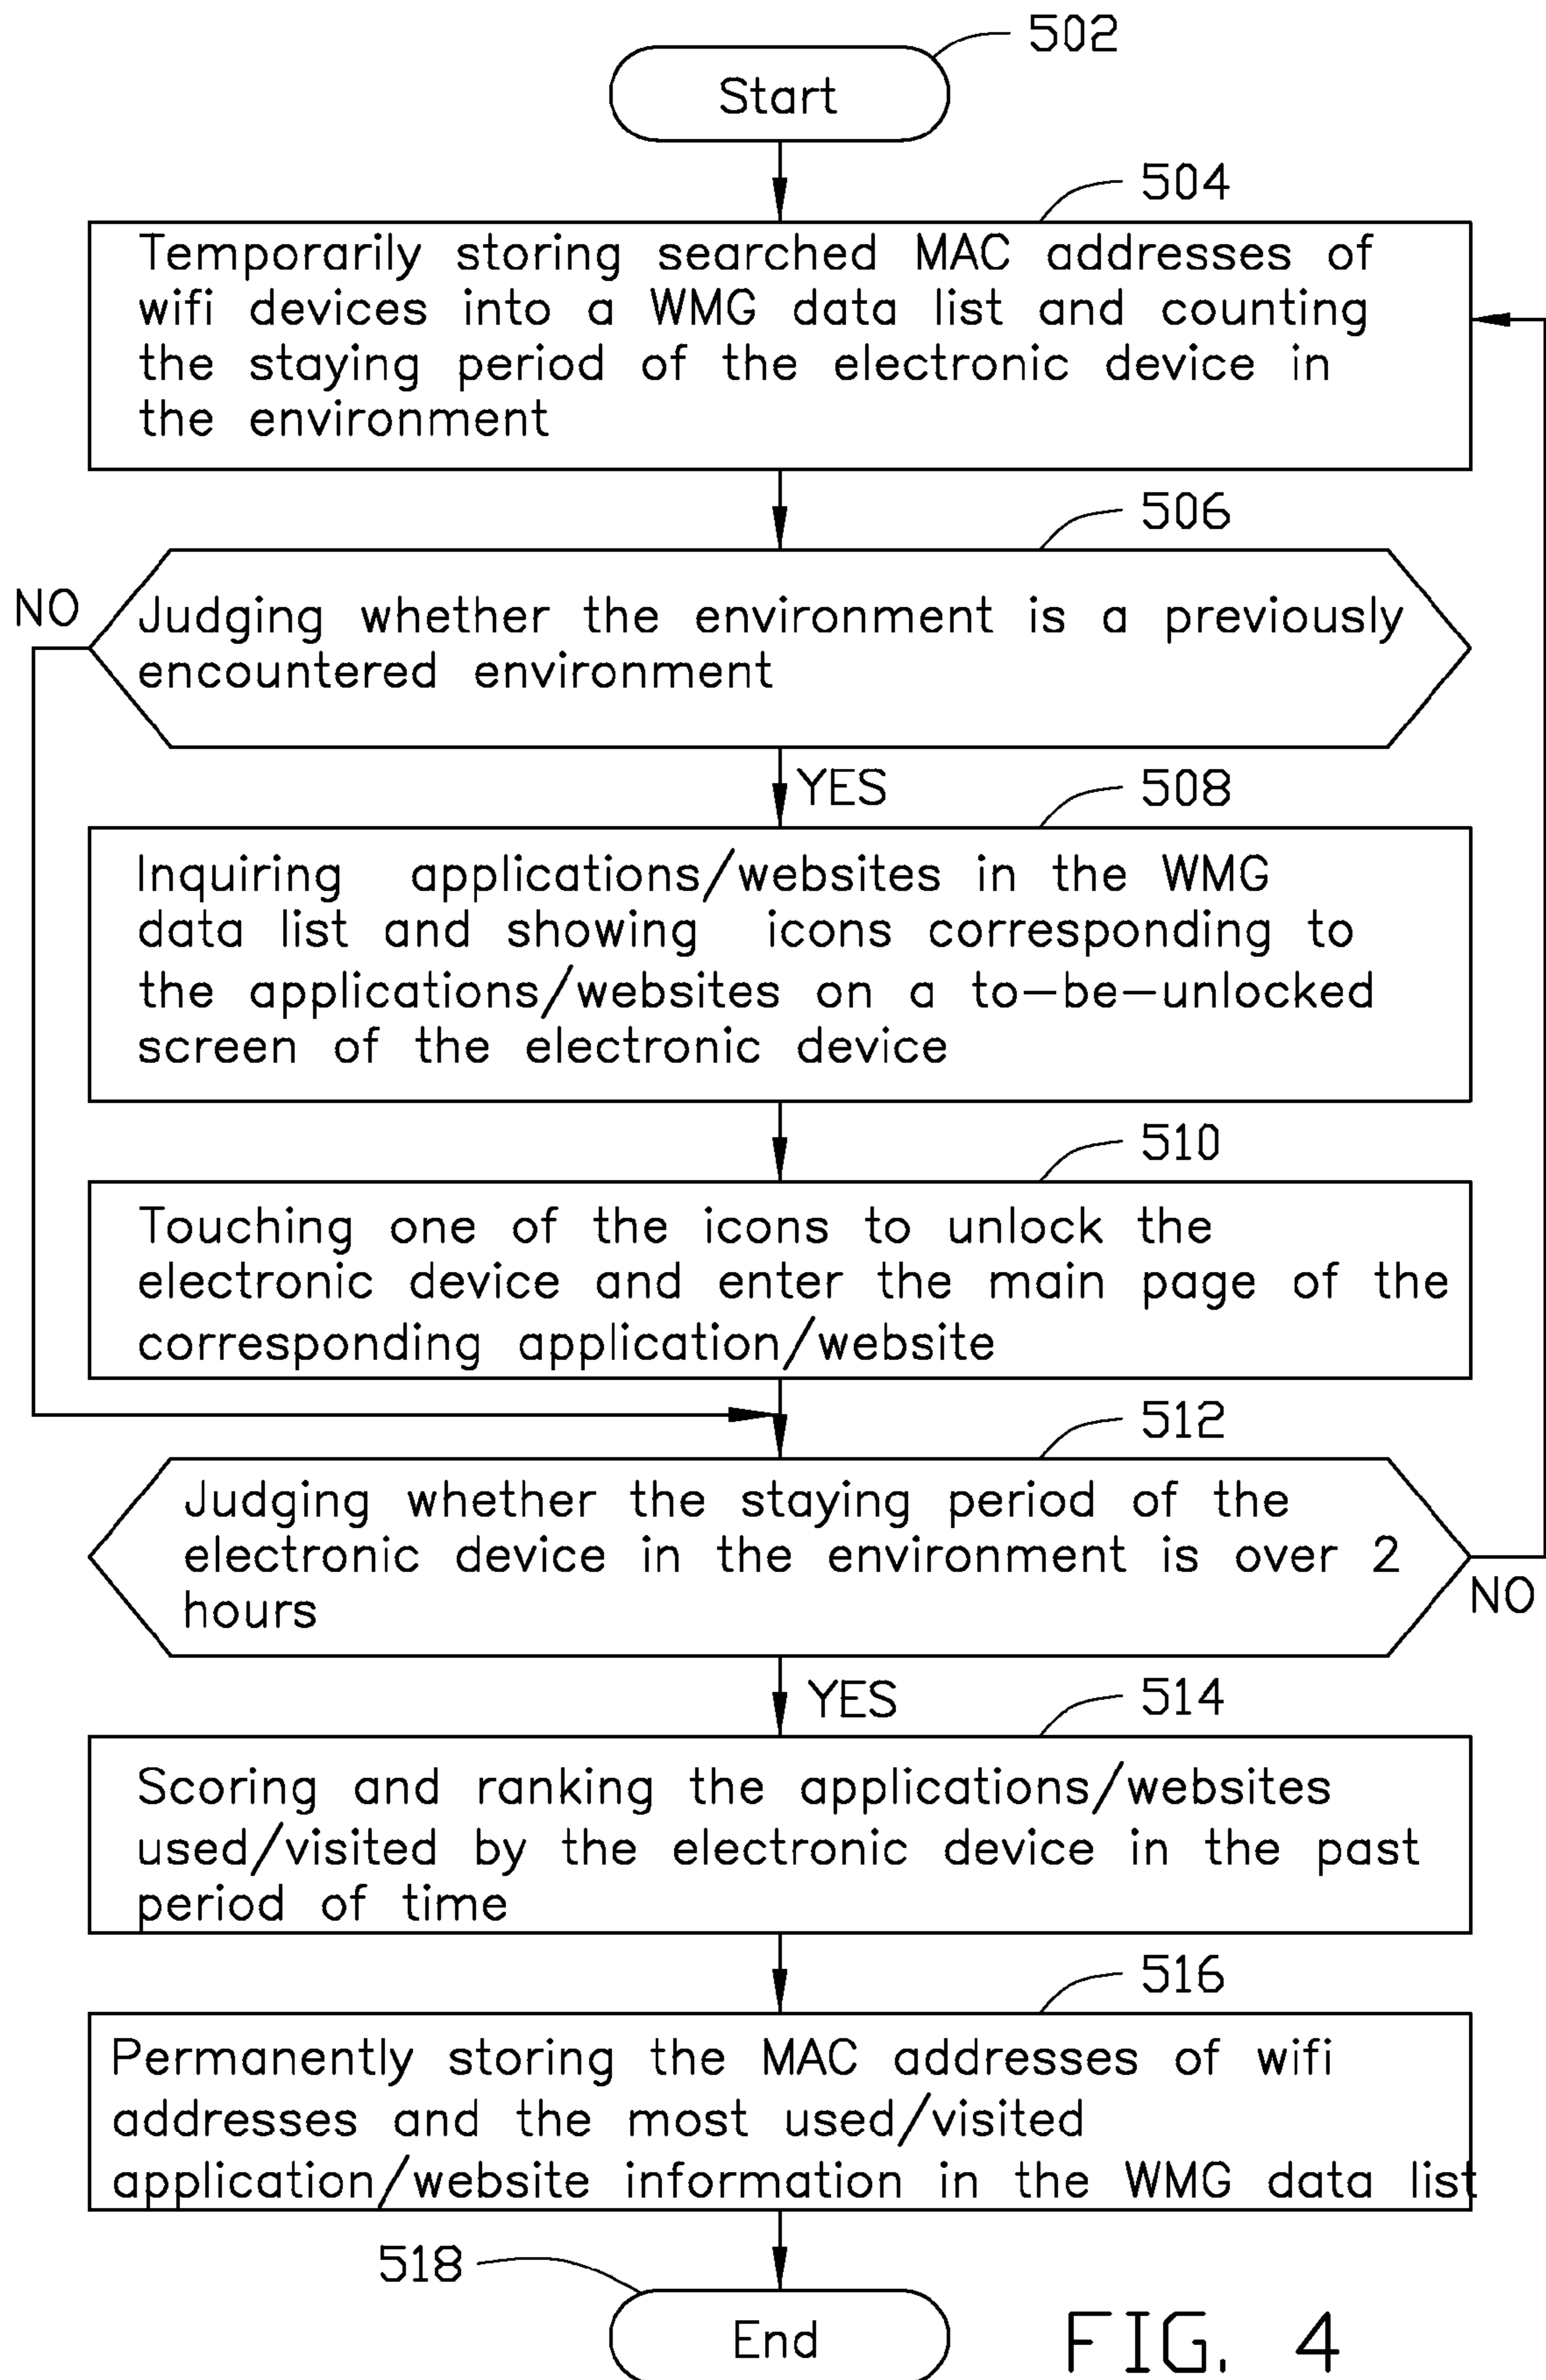 502
Start
504
Temporarily storing searched MAC addresses of
wifi devices into a WMG data list and counting
the staying period of the electronic device in
the environment
506
NO
Judging whether the environment is a previously
encountered environment
YES
508
Inquiring applications/websites in the WMG
data list and showing icons corresponding to
the applications/websites on a to-be-unlocked
screen of the electronic device
510
Touching one of the icons to unlock the
electronic device and enter the main page of the
corresponding application/website
512
Judging whether the staying period of the
electronic device in the environment is over 2
hours
NO
YES
514
Scoring and ranking the applications/websites
used/visited by the electronic device in the past
period of time
516
Permanently storing the MAC addresses of wifi
addresses and the most used/visited
application/website information in the WMG data list
518
End
FIG. 4